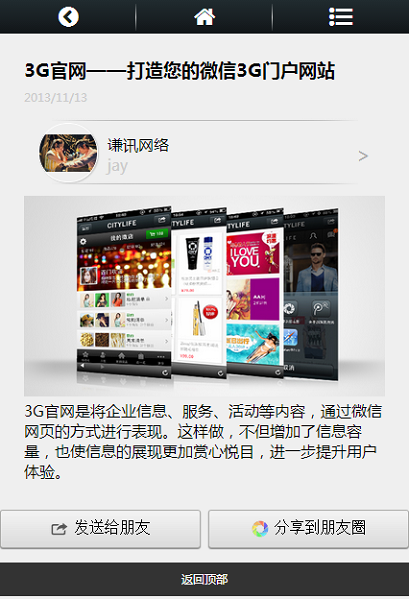 3G官网——打造您的微信3G门户网站
2013/11/13
谦讯网络
jay
>
CITYLIFE
我的微店
CITYLIFE
LOVE
YOU!
3G官网是将企业信息、服务、活动等内容，通过微信
网页的方式进行表现。这样做，不但增加了信息容
量，也使信息的展现更加赏心悦目，进一步提升用户
体验。
发送给朋友
分享到朋友圈
返回顶部